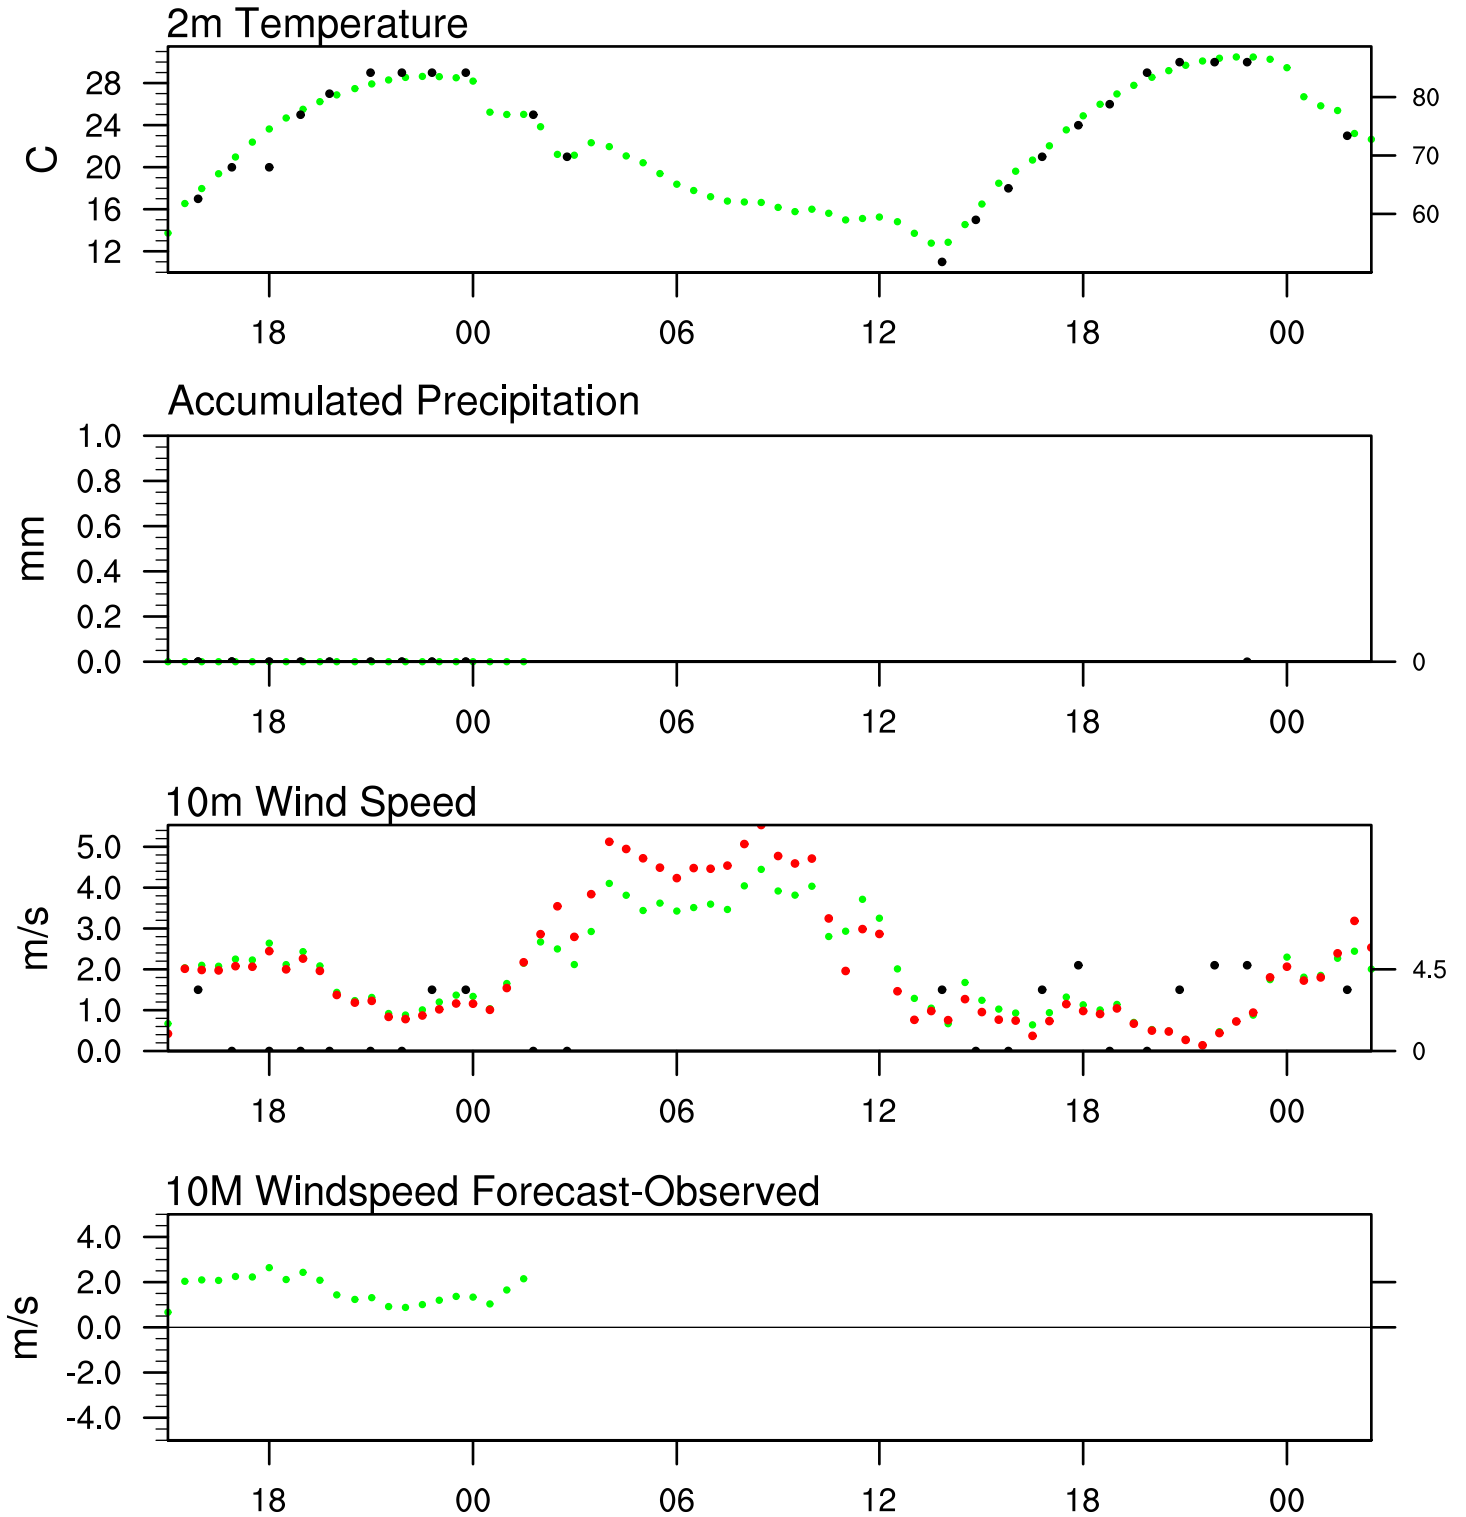 2m Temperature
28
24
20
16
12
C
80
70
60
18 00 06 12 18 00
Accumulated Precipitation
1.0
0.8
0.6
0.4
0.2
0.0
mm
0
18 00 06 12 18 00
10m Wind Speed
5.0
4.0
3.0
2.0
1.0
0.0
m/s
4.5
0
18 00 06 12 18 00
10M Windspeed Forecast-Observed
4.0
2.0
0.0
-2.0
-4.0
m/s
18 00 06 12 18 00